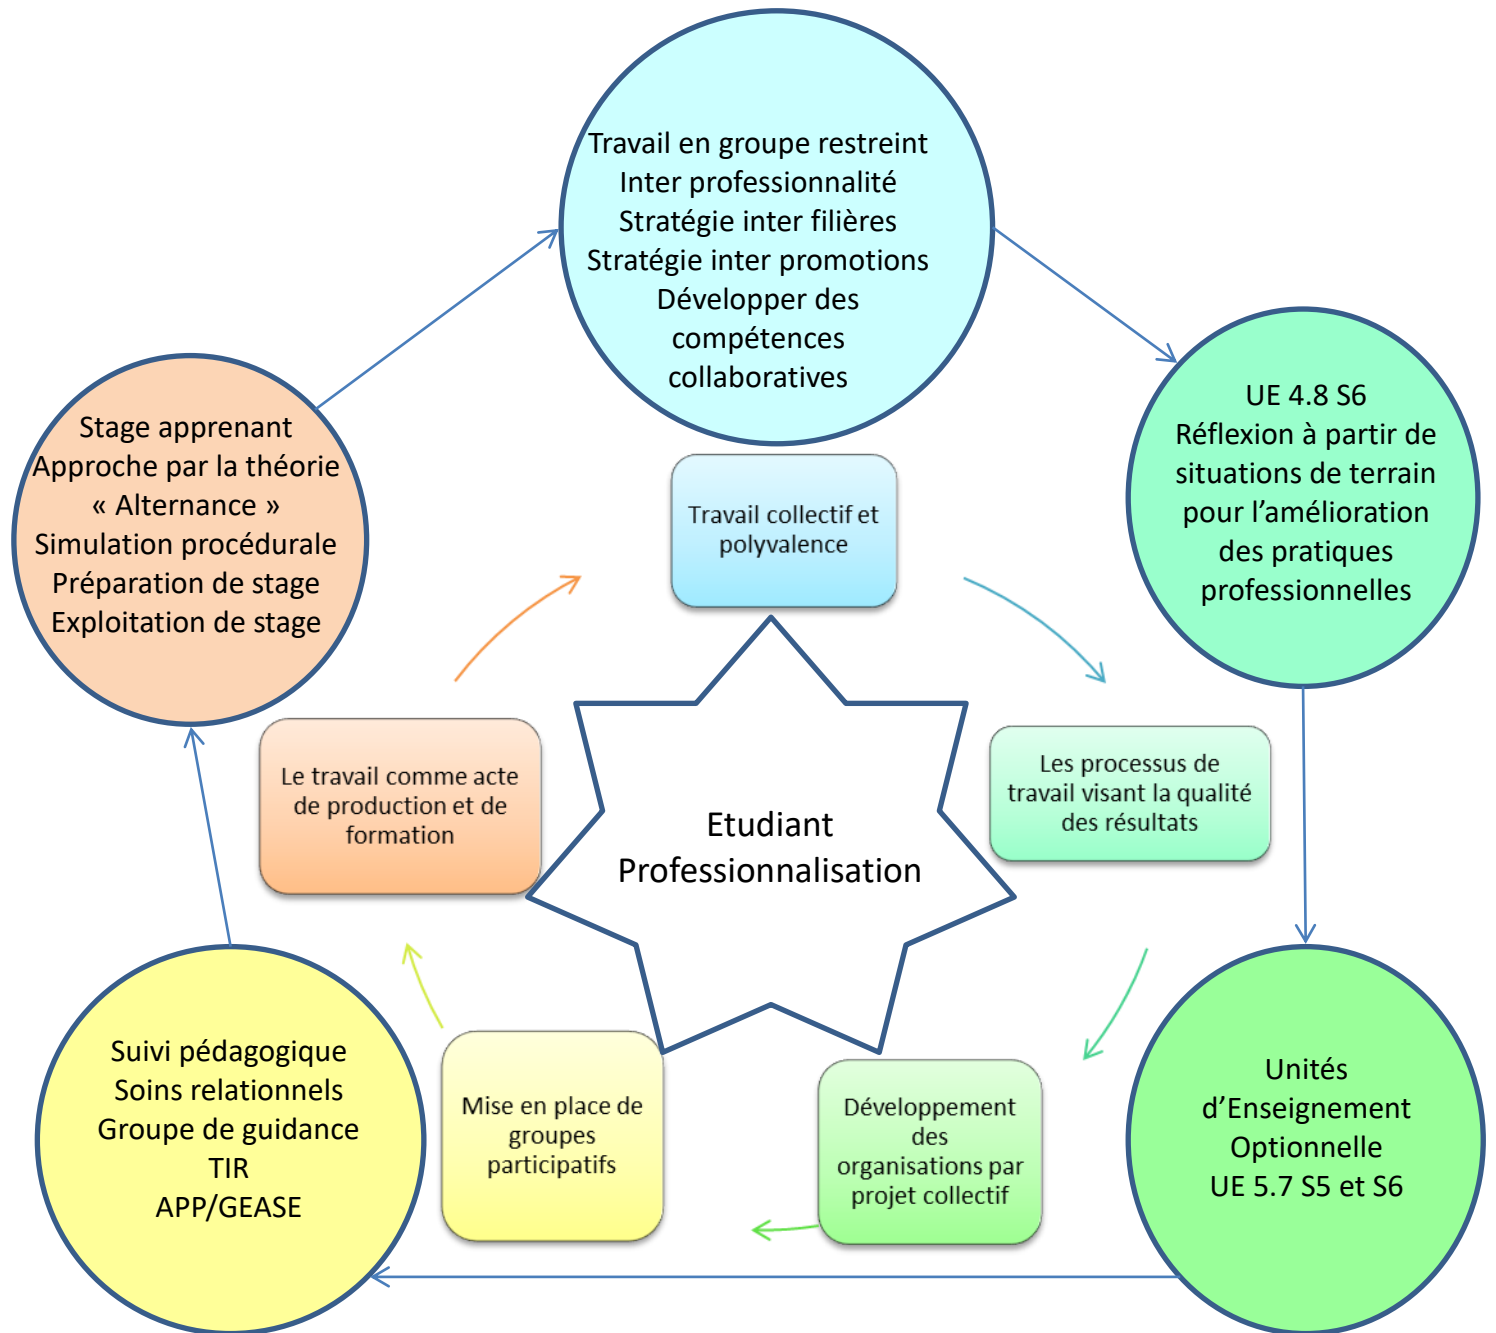 Travail en groupe restreint
Inter professionnalité
Stratégie inter filières
Stratégie inter promotions
Développer des
compétences
collaboratives
UE 4.8 S6
Réflexion à partir de
situations de terrain
pour l’amélioration
des pratiques
professionnelles
Stage apprenant
Approche par la théorie
« Alternance »
Simulation procédurale
Préparation de stage
Exploitation de stage
Travail collectif et
polyvalence
Le travail comme acte
de production et de
formation
Les processus de
travail visant la qualité
des résultats
Etudiant
Professionnalisation
Suivi pédagogique
Soins relationnels
Groupe de guidance
TIR
APP/GEASE
Mise en place de
groupes
participatifs
Développement
des
organisations par
projet collectif
Unités
d’Enseignement
Optionnelle
UE 5.7 S5 et S6